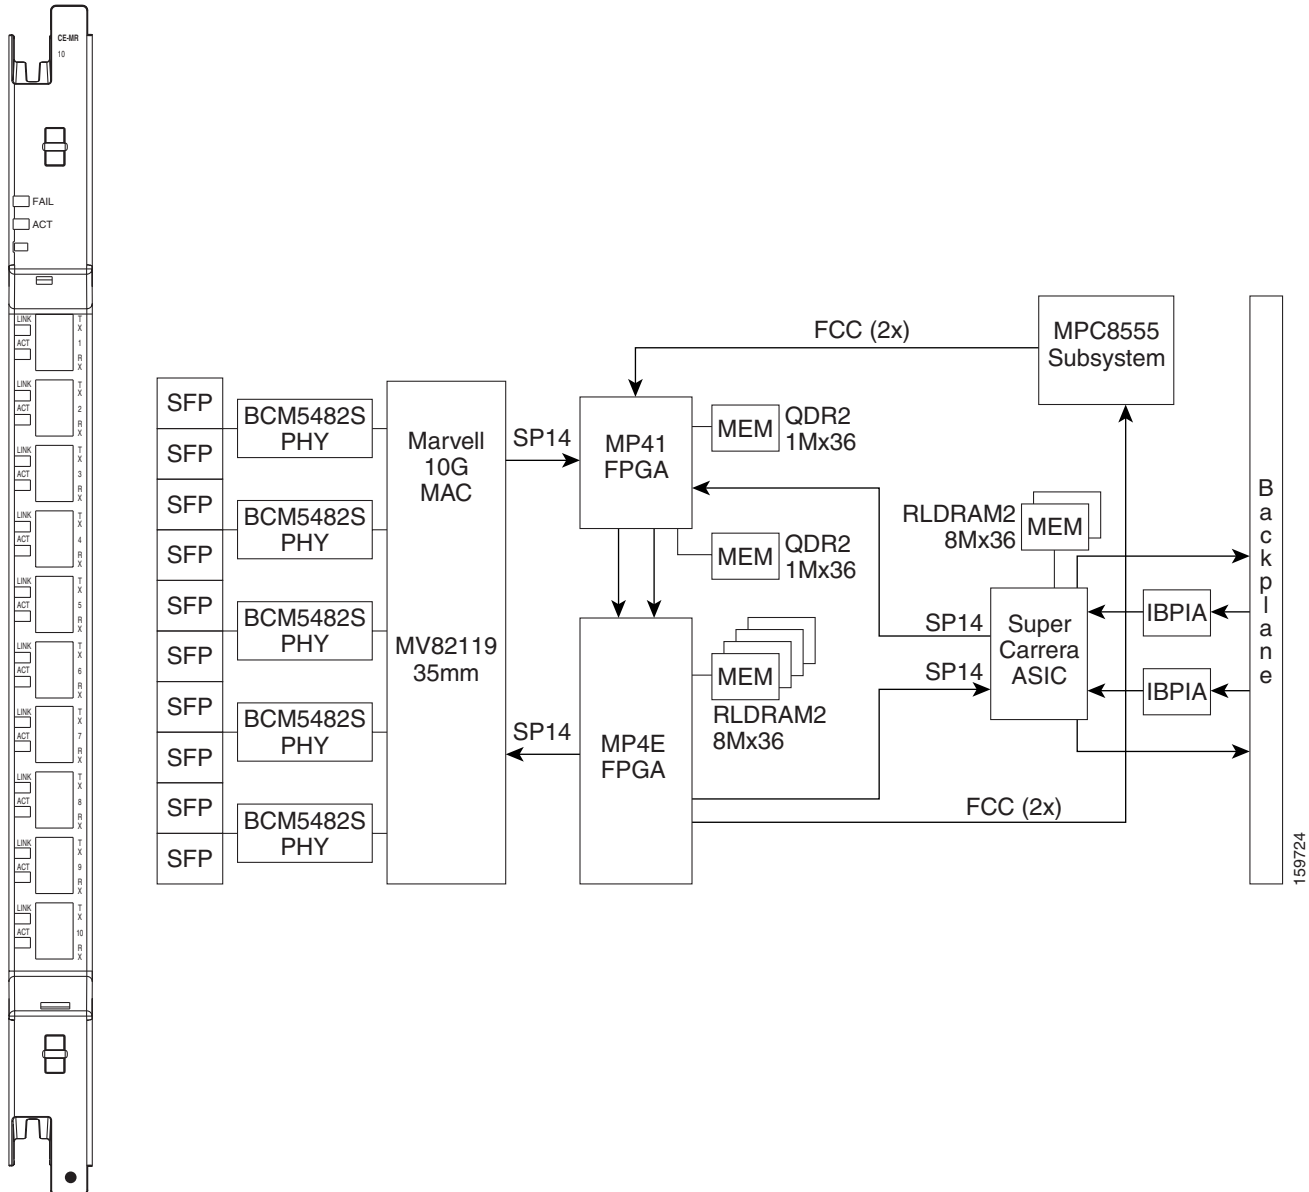 CE-MR
10
FAIL
ACT
LINK
ACT
TX
1
RX
LINK
ACT
TX
2
RX
LINK
ACT
TX
3
RX
LINK
ACT
TX
4
RX
LINK
ACT
TX
5
RX
LINK
ACT
TX
6
RX
LINK
ACT
TX
7
RX
LINK
ACT
TX
8
RX
LINK
ACT
TX
9
RX
LINK
ACT
TX
10
RX
SFP
SFP
SFP
SFP
SFP
SFP
SFP
SFP
SFP
SFP
BCM5482S
PHY
BCM5482S
PHY
BCM5482S
PHY
BCM5482S
PHY
BCM5482S
PHY
Marvell
10G
MAC
MV82119
35mm
SP14
SP14
MP41
FPGA
MP4E
FPGA
FCC (2x)
MEM
QDR2
1Mx36
MEM
QDR2
1Mx36
MEM
RLDRAM2
8Mx36
MPC8555
Subsystem
RLDRAM2
8Mx36
MEM
SP14
SP14
Super
Carrera
ASIC
IBPIA
IBPIA
FCC (2x)
Backplane
159724